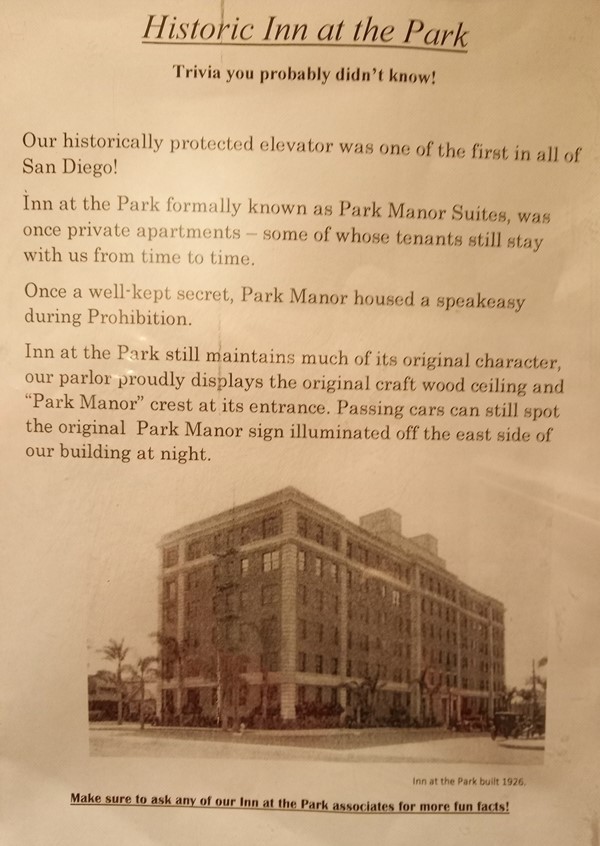 Historic Inn at the Park
Trivia you probably didn't know!
Our historically protected elevator was one of the first in all of
San Diego!
Inn at the Park formally known as Park Manor Suites, was
once private apartments – some of whose tenants still stay
with us from time to time.
Once a well-kept secret, Park Manor housed a speakeasy
during Prohibition.
Inn at the Park still maintains much of its original character,
our parlor proudly displays the original craft wood ceiling and
“Park Manor” crest at its entrance. Passing cars can still spot
the original Park Manor sign illuminated off the east side of
our building at night.
Inn at the Park built 1926.
Make sure to ask any of our Inn at the Park associates for more fun facts!